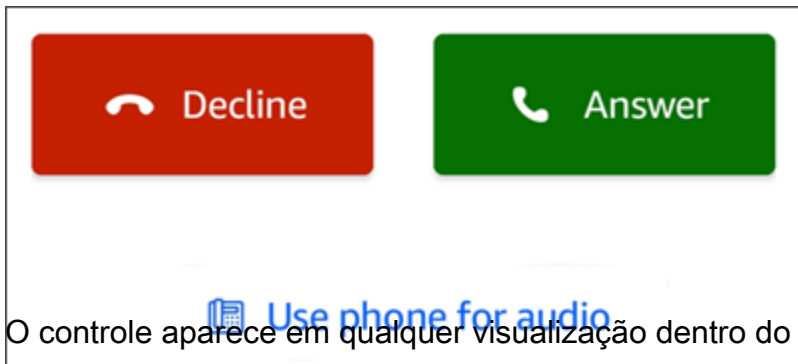 Decline
Answer
Use phone for audio
O controle aparece em qualquer visualização dentro do